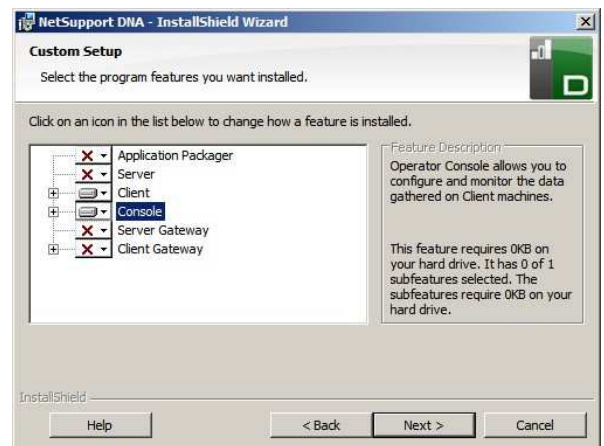 NetSupport DNA - InstallShield Wizard
Custom Setup
Select the program features you want installed.
D
Click on an icon in the list below to change how a feature is installed.
Application Packager
Server
Client
Console
Server Gateway
Client Gateway
Feature Description
Operator Console allows you to
configure and monitor the data
gathered on Client machines.
This feature requires 0KB on
your hard drive. It has 0 of 1
subfeatures selected. The
subfeatures require 0KB on your
hard drive.
InstallShield
Help
< Back
Next >
Cancel